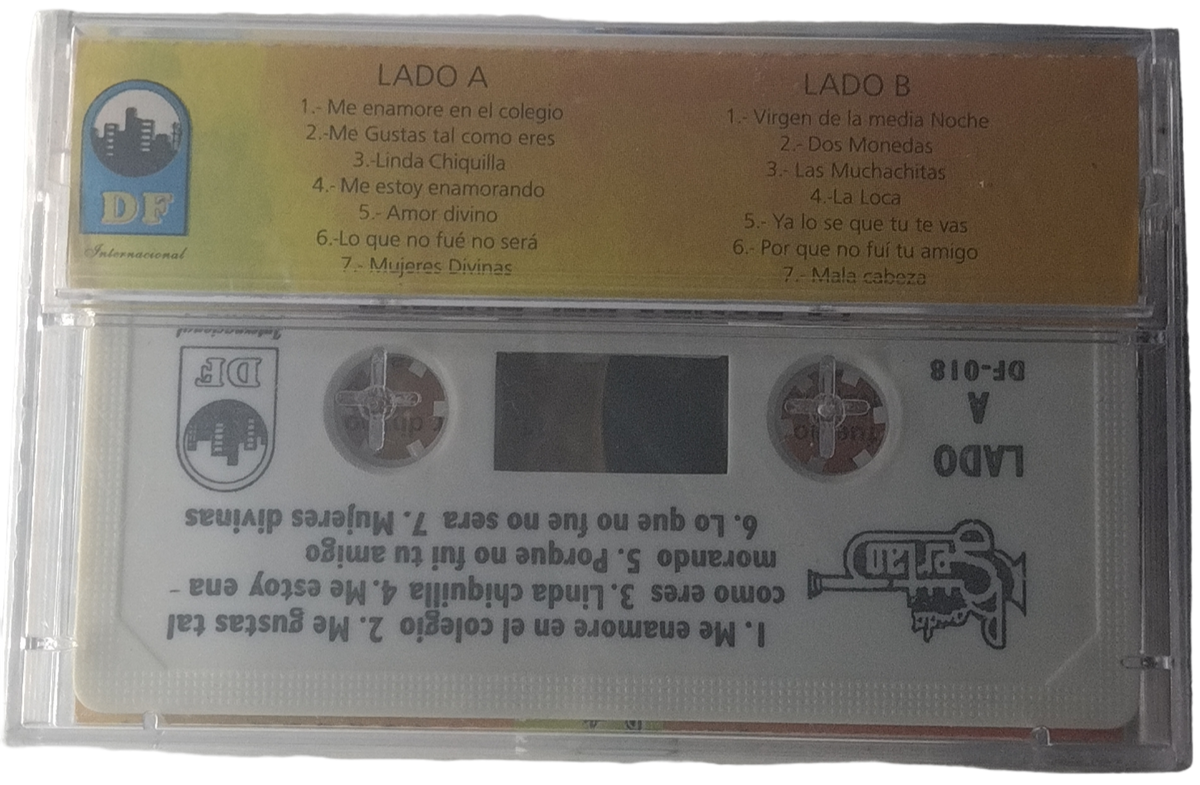 LADO A
1.- Me enamore en el colegio
2.-Me Gustas tal como eres
3.-Linda Chiquilla
4.- Me estoy enamorando
5.- Amor divino
6.-Lo que no fué no será
7.- Mujeres Divinas
LADO B
1.- Virgen de la media Noche
2.- Dos Monedas
3.- Las Muchachitas
4.-La Loca
5.- Ya lo se que tu te vas
6.- Por que no fuí tu amigo
7.- Mala cabeza
DF
Internacional
1. Me enamore en el colegio 2. Me gustas tal
como eres 3. Linda chiquilla 4. Me estoy ena -
morando 5. Porque no fui tu amigo
6. Lo que no fue no sera 7. Mujeres divinas
LADO
A
DF-018
DF
Internacional